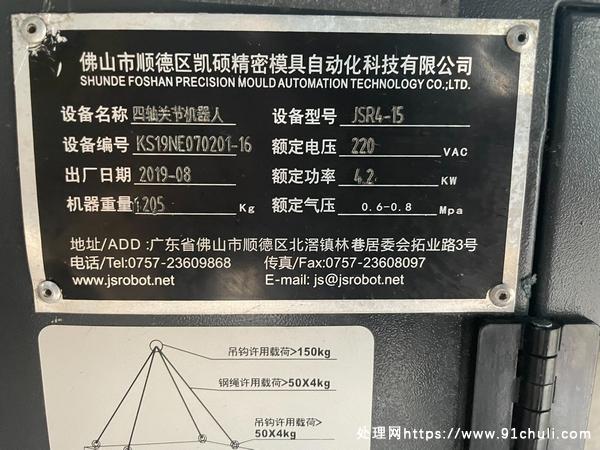 佛山市顺德区凯硕精密模具自动化科技有限公司
SHUNDE FOSHAN PRECISION MOULD AUTOMATION TECHNOLOGY CO.;LTD.
设备名称 四轴关节机器人 设备型号 JSR4-15
设备编号 KS19NE070201-16 额定电压 220 VAC
出厂日期 2019-08 额定功率 4.2 KW
机器重量 205 Kg 额定气压 0.6-0.8 Mpa
地址/ADD :广东省佛山市顺德区北滘镇林巷居委会拓业路3号
电话/Tel:0757-23609868 传真/Fax:0757-23608097
www.jsrobot.net E-mail: js@jsrobot.net
吊钩许用载荷>150kg
钢绳许用载荷>50X4kg
吊钩许用载荷>
50X4kg
处理网https://www.91chuli.com/